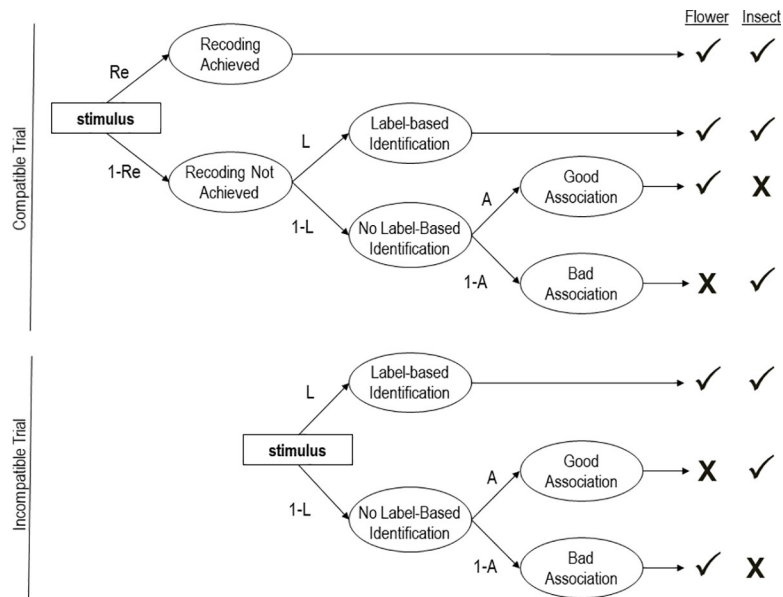 Flower Insect
Compatible Trial
Recoding
Achieved
✓ ✓
Re
stimulus
1-Re
Recoding Not
Achieved
L
Label-based
Identification
✓ ✓
1-L
No Label-Based
Identification
A
Good
Association
✓ X
1-A
Bad
Association
X ✓
Incompatible Trial
L
Label-based
Identification
✓ ✓
stimulus
1-L
No Label-Based
Identification
A
Good
Association
X ✓
1-A
Bad
Association
✓ X